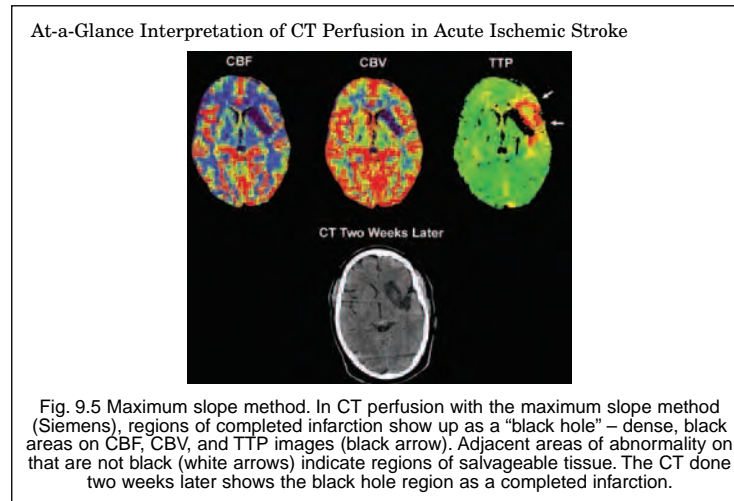 At-a-Glance Interpretation of CT Perfusion in Acute Ischemic Stroke
CBF CBV TTP
CT Two Weeks Later
Fig. 9.5 Maximum slope method. In CT perfusion with the maximum slope method
(Siemens), regions of completed infarction show up as a “black hole” – dense, black
areas on CBF, CBV, and TTP images (black arrow). Adjacent areas of abnormality on
that are not black (white arrows) indicate regions of salvageable tissue. The CT done
two weeks later shows the black hole region as a completed infarction.